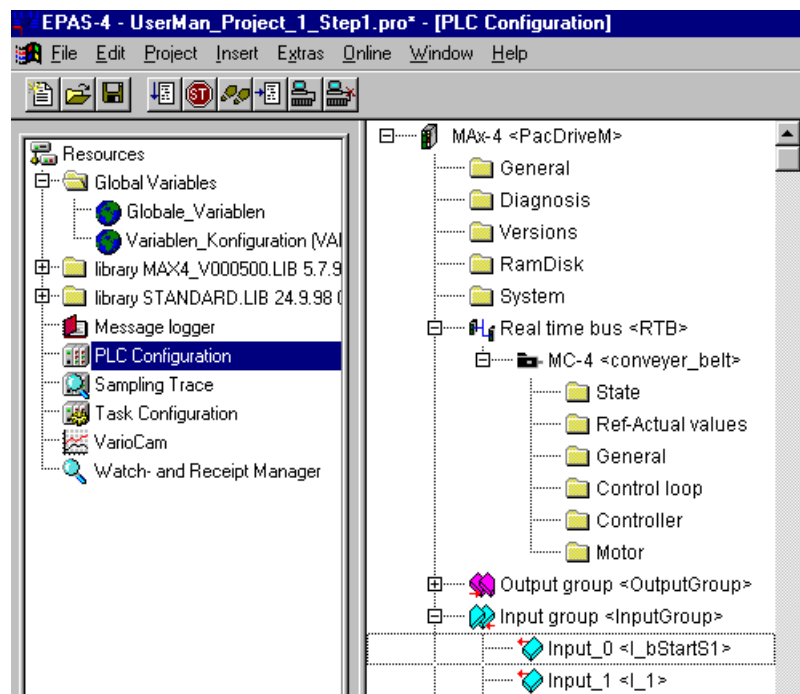 EPAS-4 - UserMan_Project_1_Step1.pro* - [PLC Configuration]
File Edit Project Insert Extras Online Window Help
Resources
Global Variables
Globale_Variablen
Variablen_Konfiguration (VAI
library MAX4_V000500.LIB 5.7.9
library STANDARD.LIB 24.9.98 (
Message logger
PLC Configuration
Sampling Trace
Task Configuration
VarioCam
Watch- and Receipt Manager
MAx-4 <PacDriveM>
General
Diagnosis
Versions
RamDisk
System
Real time bus <RTB>
MC-4 <conveyer_belt>
State
Ref-Actual values
General
Control loop
Controller
Motor
Output group <OutputGroup>
Input group <InputGroup>
Input_0 <I_bStartS1>
Input_1 <I_1>